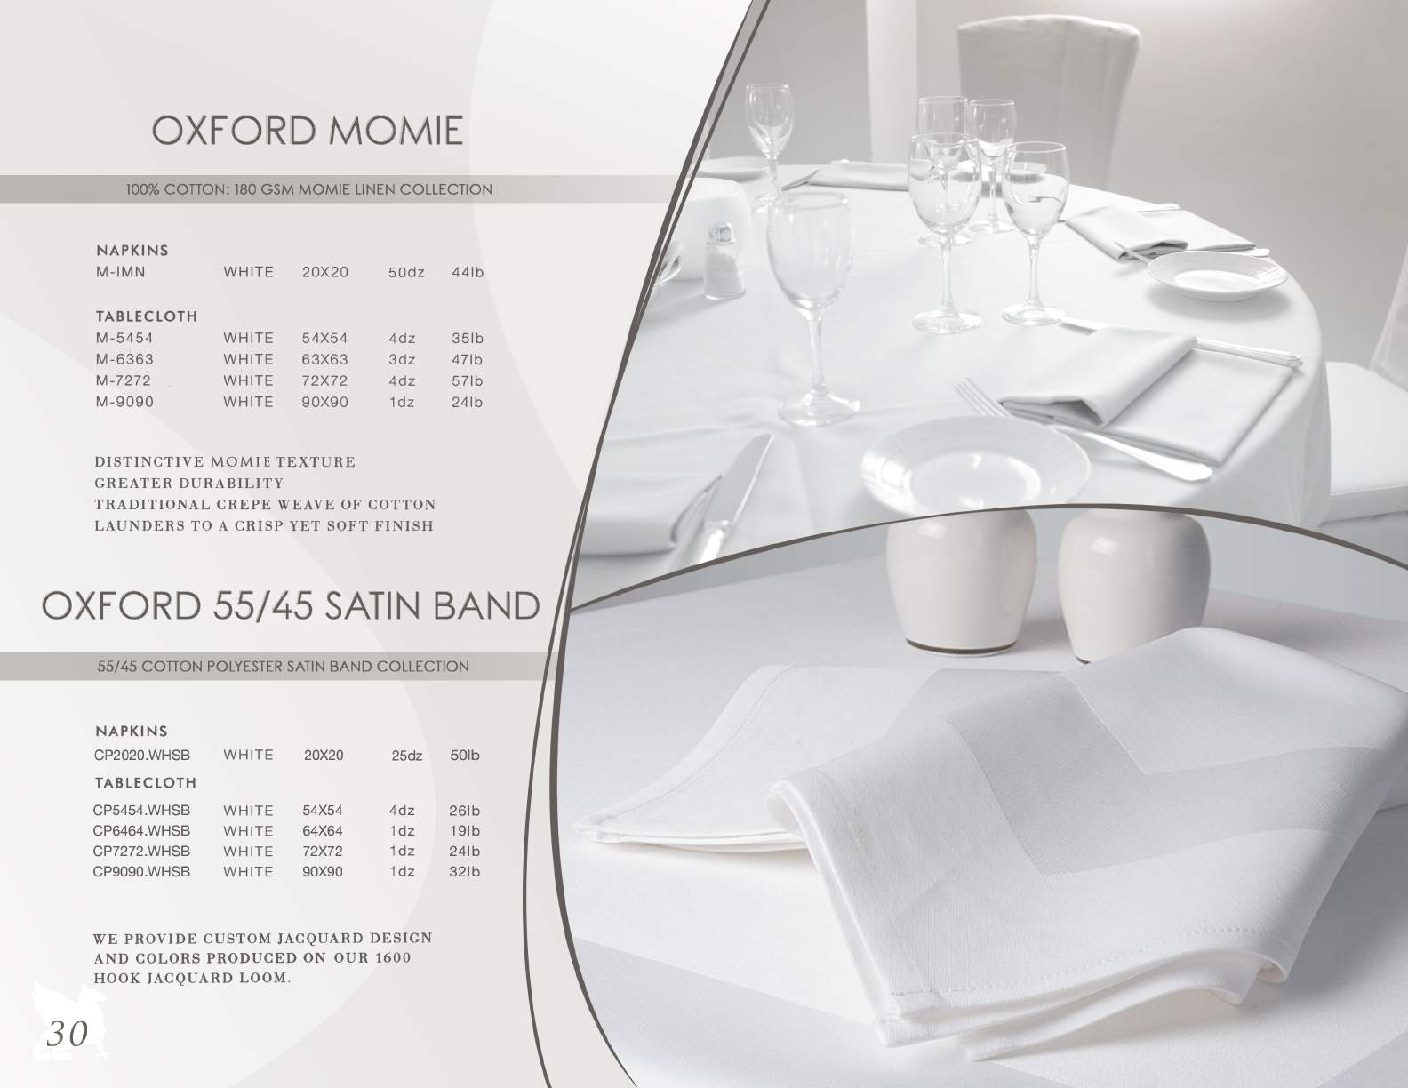 OXFORD MOMIE
100% COTTON: 180 GSM MOMIE LINEN COLLECTION
NAPKINS
M-IMN WHITE 20X20 50dz 44lb
TABLECLOTH
M-5454 WHITE 54X54 4dz 35lb
M-6363 WHITE 63X63 3dz 47lb
M-7272 WHITE 72X72 4dz 57lb
M-9090 WHITE 90X90 1dz 24lb
DISTINCTIVE MOMIE TEXTURE
GREATER DURABILITY
TRADITIONAL CREPE WEAVE OF COTTON
LAUNDERS TO A CRISP YET SOFT FINISH
OXFORD 55/45 SATIN BAND
55/45 COTTON POLYESTER SATIN BAND COLLECTION
NAPKINS
CP2020.WHSB WHITE 20X20 25dz 50lb
TABLECLOTH
CP5454.WHSB WHITE 54X54 4dz 26lb
CP6464.WHSB WHITE 64X64 1dz 19lb
CP7272.WHSB WHITE 72X72 1dz 24lb
CP9090.WHSB WHITE 90X90 1dz 32lb
WE PROVIDE CUSTOM JACQUARD DESIGN
AND COLORS PRODUCED ON OUR 1600
HOOK JACQUARD LOOM.
30